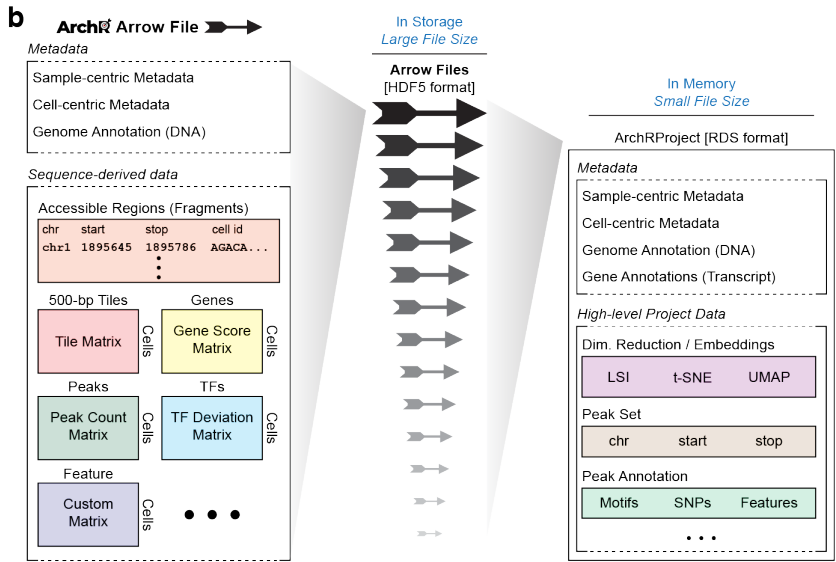 b
ArchR Arrow File
Metadata
Sample-centric Metadata
Cell-centric Metadata
Genome Annotation (DNA)
Sequence-derived data
Accessible Regions (Fragments)
chr start stop cell id
chr1 1895645 1895786 AGACA...
500-bp Tiles
Tile Matrix
Cells
Genes
Gene Score
Matrix
Cells
Peaks
Peak Count
Matrix
Cells
TFs
TF Deviation
Matrix
Cells
Feature
Custom
Matrix
Cells
In Storage
Large File Size
Arrow Files
[HDF5 format]
In Memory
Small File Size
ArchRProject [RDS format]
Metadata
Sample-centric Metadata
Cell-centric Metadata
Genome Annotation (DNA)
Gene Annotations (Transcript)
High-level Project Data
Dim. Reduction / Embeddings
LSI t-SNE UMAP
Peak Set
chr start stop
Peak Annotation
Motifs SNPs Features